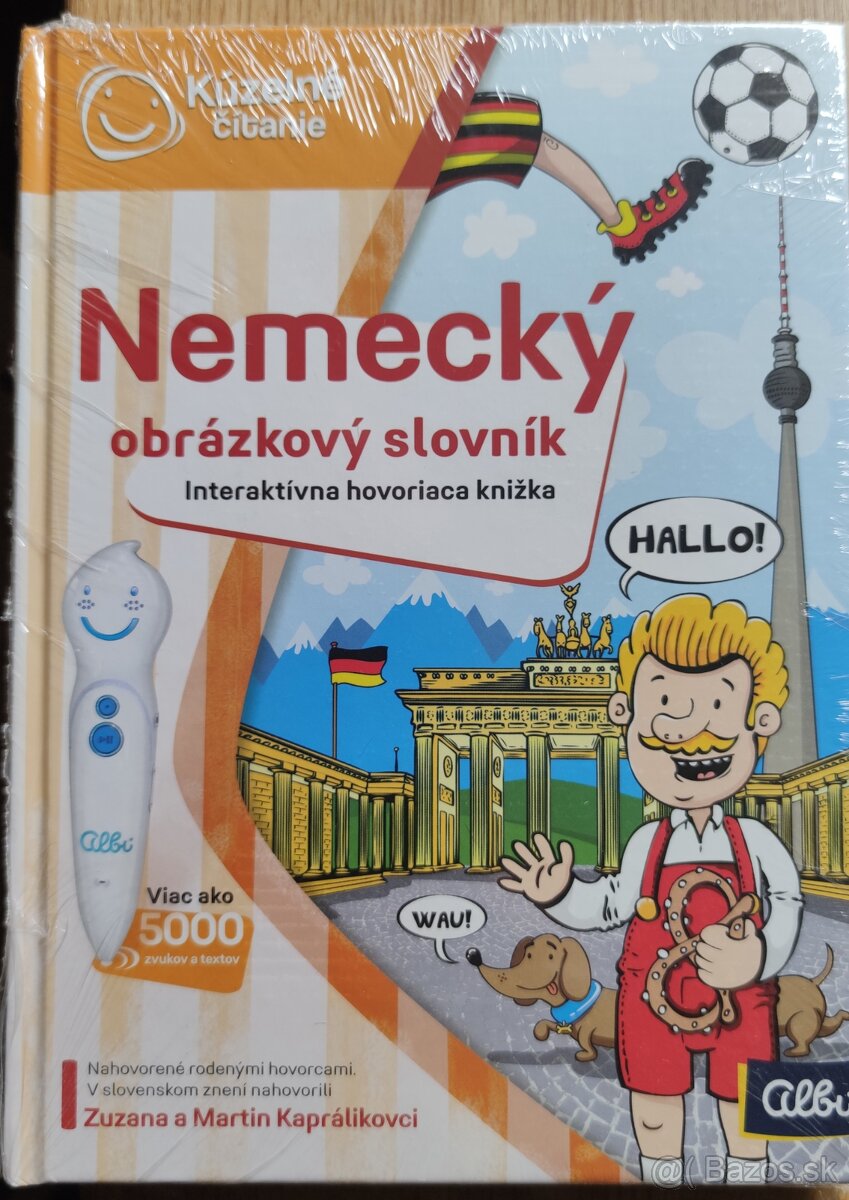 Kúzelné
čítanie
Nemecký
obrázkový slovník
Interaktívna hovoriaca knižka
HALLO!
albi
Viac ako
5000
zvukov a textov
WAU!
Nahovorené rodenými hovorcami.
V slovenskom znení nahovorili
Zuzana a Martin Kaprálikovci
albi
@( Bazos.sk